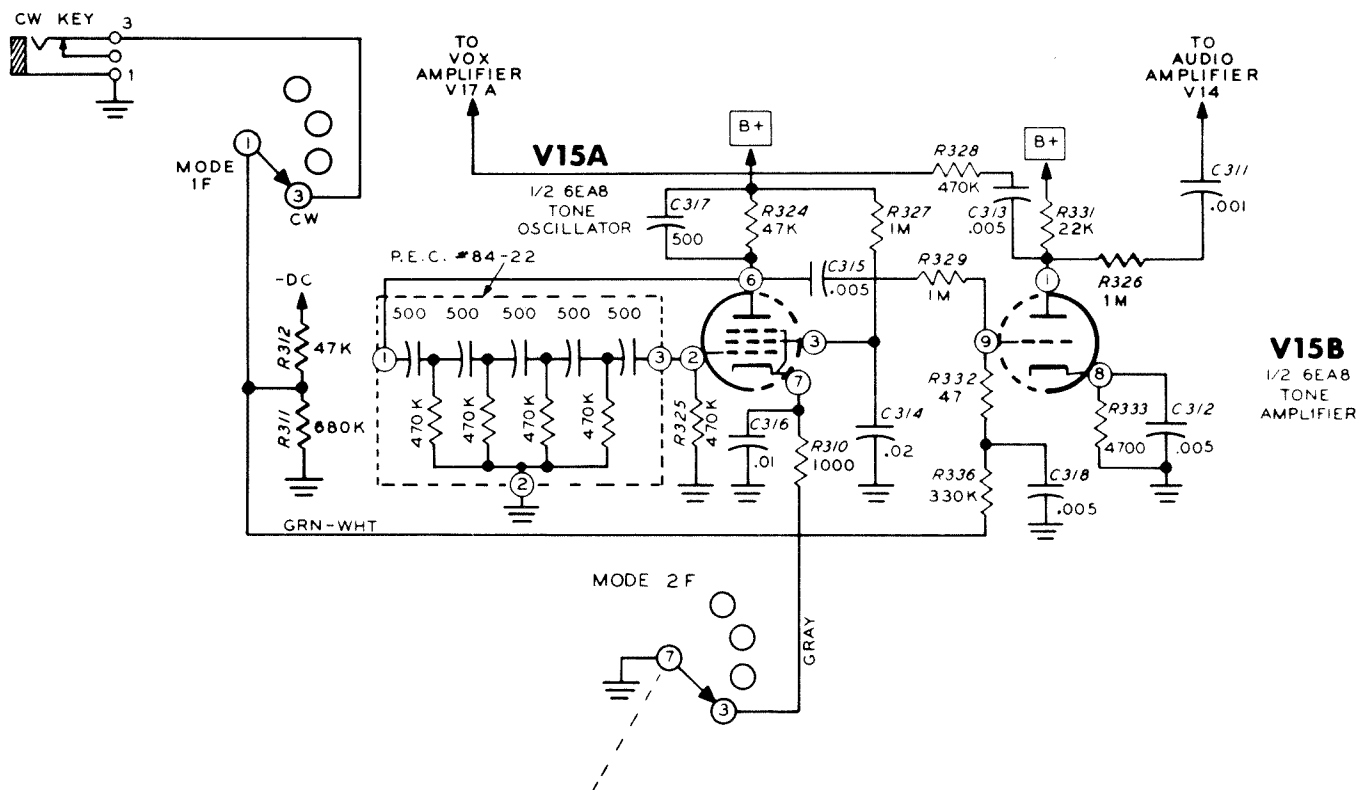 CW KEY
3
1
TO
VOX
AMPLIFIER
V17A
TO
AUDIO
AMPLIFIER
V14
1
MODE
1F
3
CW
V15A
1/2 6EA8
TONE
OSCILLATOR
B+
B+
R328
470K
C311
.001
C317
500
R324
47K
R327
1M
C313
.005
R331
22K
P.E.C. #84-22
6
C315
.005
R329
1M
1
R326
1M
-DC
R312
47K
R311
680K
500 500 500 500 500
1
3
2
470K
470K
470K
470K
2
R325
470K
3
7
C316
.01
R310
1000
C314
.02
9
R332
47
8
R333
4700
C312
.005
V15B
1/2 6EA8
TONE
AMPLIFIER
R336
330K
C318
.005
GRN-WHT
MODE 2F
7
3
GRAY